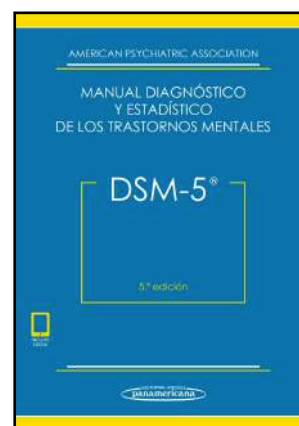 AMERICAN PSYCHIATRIC ASSOCIATION
MANUAL DIAGNÓSTICO
Y ESTADÍSTICO
DE LOS TRASTORNOS MENTALES
DSM-5®
5.ª edición
panamericana